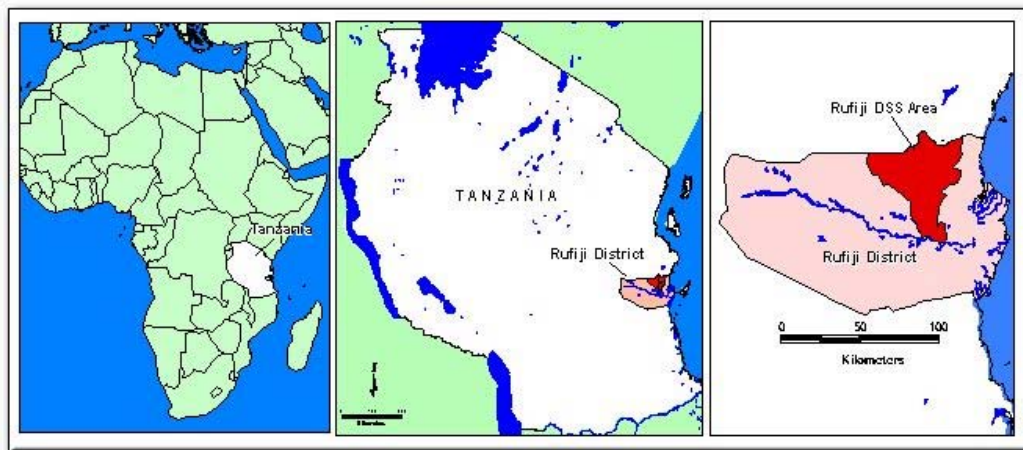 Tanzania
TANZANIA
Rufiji District
Rufiji DSS Area
Rufiji District
0 50 100
Kilometers